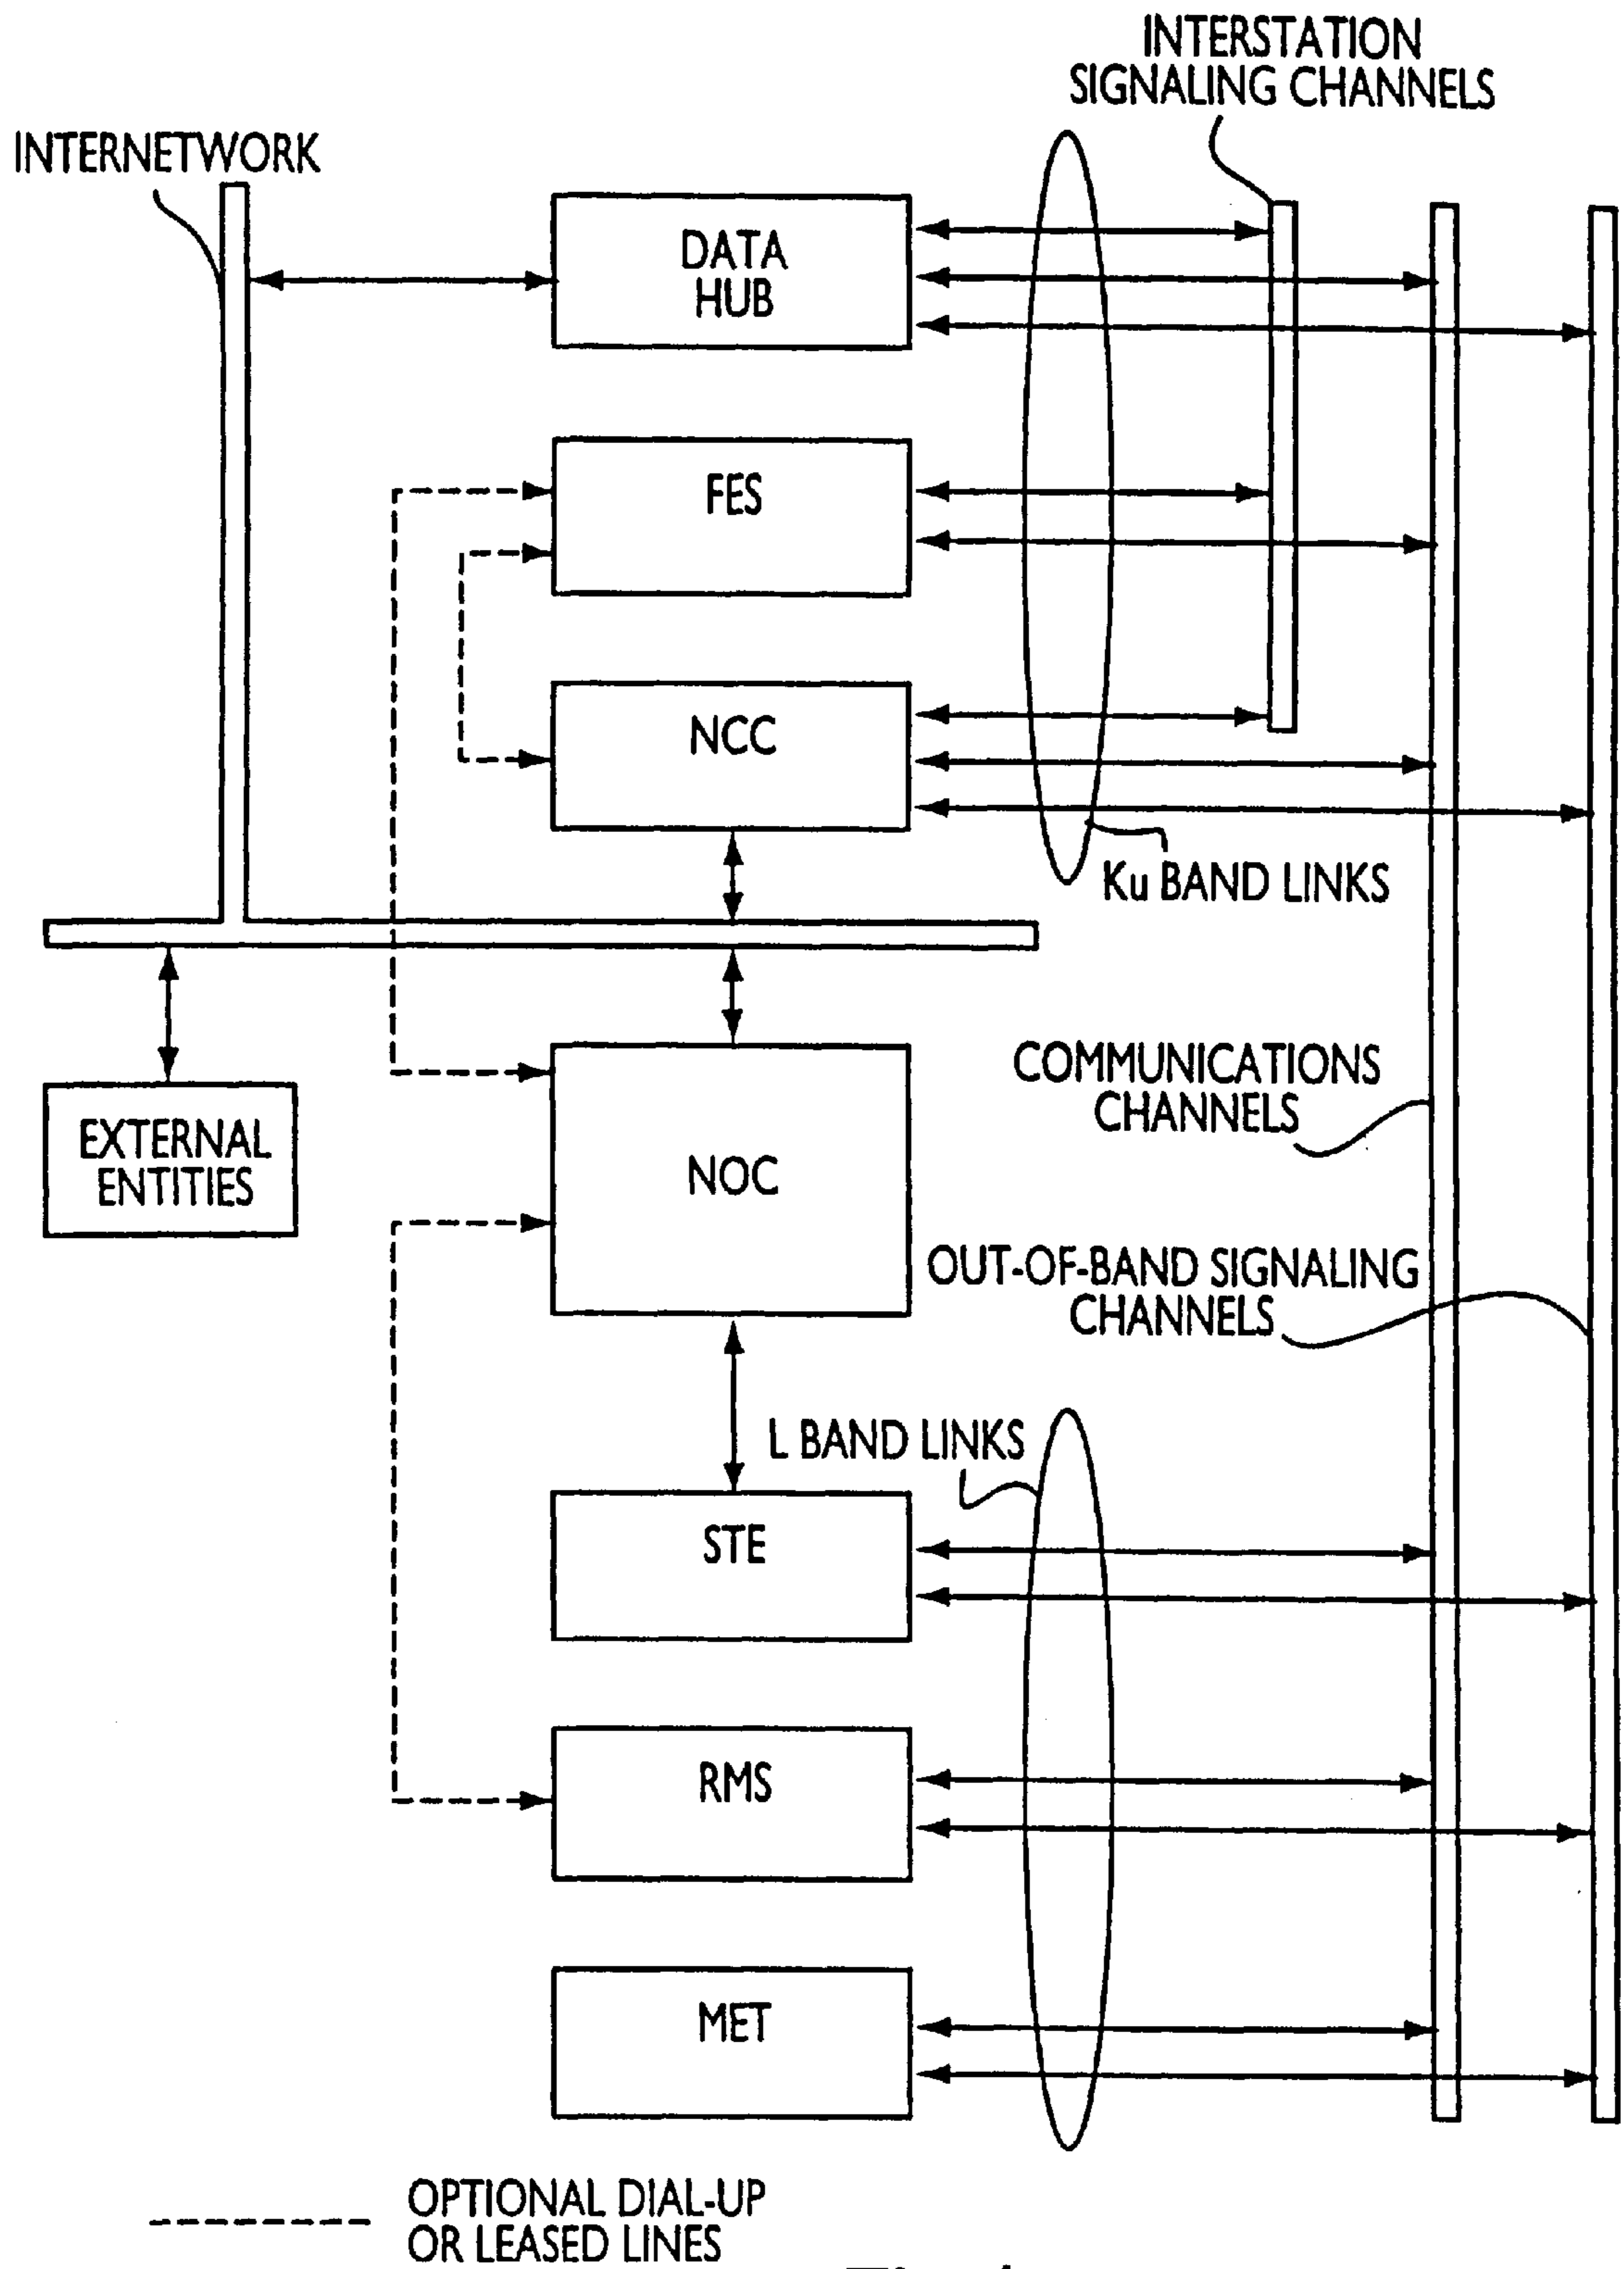 INTERSTATION
SIGNALING CHANNELS
INTERNETWORK
DATA
HUB
FES
NCC
Ku BAND LINKS
COMMUNICATIONS
CHANNELS
EXTERNAL
ENTITIES
NOC
OUT-OF-BAND SIGNALING
CHANNELS
L BAND LINKS
STE
RMS
MET
OPTIONAL DIAL-UP
OR LEASED LINES